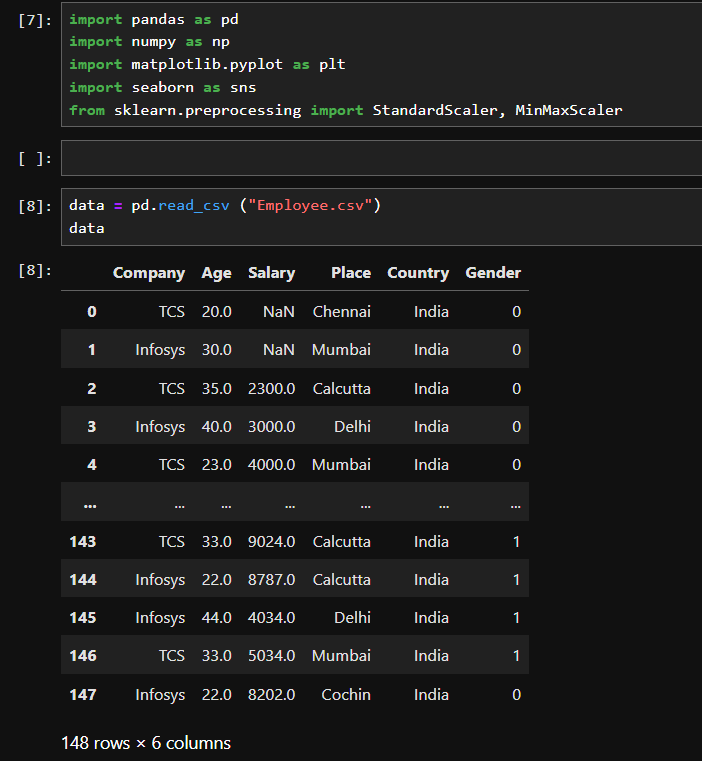 [7]: import pandas as pd
import numpy as np
import matplotlib.pyplot as plt
import seaborn as sns
from sklearn.preprocessing import StandardScaler, MinMaxScaler
[ ]:
[8]: data = pd.read_csv ("Employee.csv")
data
[8]: Company Age Salary Place Country Gender
0 TCS 20.0 NaN Chennai India 0
1 Infosys 30.0 NaN Mumbai India 0
2 TCS 35.0 2300.0 Calcutta India 0
3 Infosys 40.0 3000.0 Delhi India 0
4 TCS 23.0 4000.0 Mumbai India 0
... ... ... ... ... ... ...
143 TCS 33.0 9024.0 Calcutta India 1
144 Infosys 22.0 8787.0 Calcutta India 1
145 Infosys 44.0 4034.0 Delhi India 1
146 TCS 33.0 5034.0 Mumbai India 1
147 Infosys 22.0 8202.0 Cochin India 0
148 rows × 6 columns